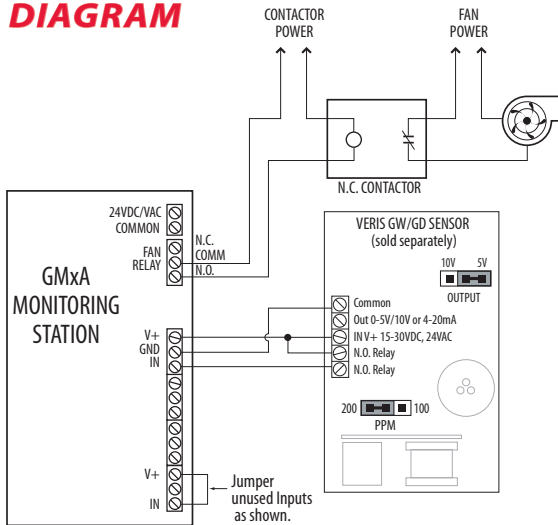 DIAGRAM
CONTACTOR
POWER
FAN
POWER
N.C. CONTACTOR
24VDC/VAC
COMMON
FAN
RELAY
N.C.
COMM
N.O.
GMxA
MONITORING
STATION
V+
GND
IN
V+
IN
Jumper
unused Inputs
as shown.
VERIS GW/GD SENSOR
(sold separately)
10V 5V
OUTPUT
Common
Out 0-5V/10V or 4-20mA
IN V+ 15-30VDC, 24VAC
N.O. Relay
N.O. Relay
200 100
PPM